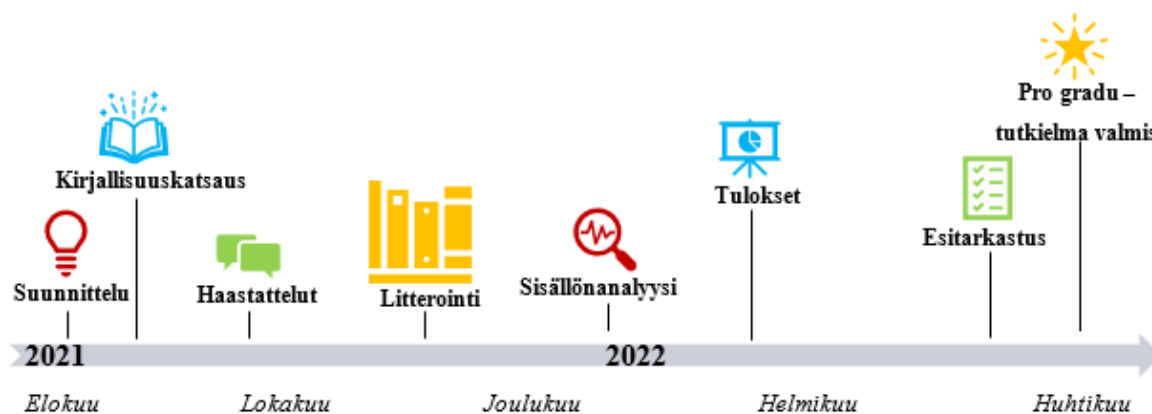 Pro gradu –
tutkielma valmis
Kirjallisuuskatsaus
Tulokset
Esitarkastus
Suunnittelu
Haastattelut
Litterointi
Sisällönanalyysi
2021
2022
Elokuu
Lokakuu
Joulukuu
Helmikuu
Huhtikuu